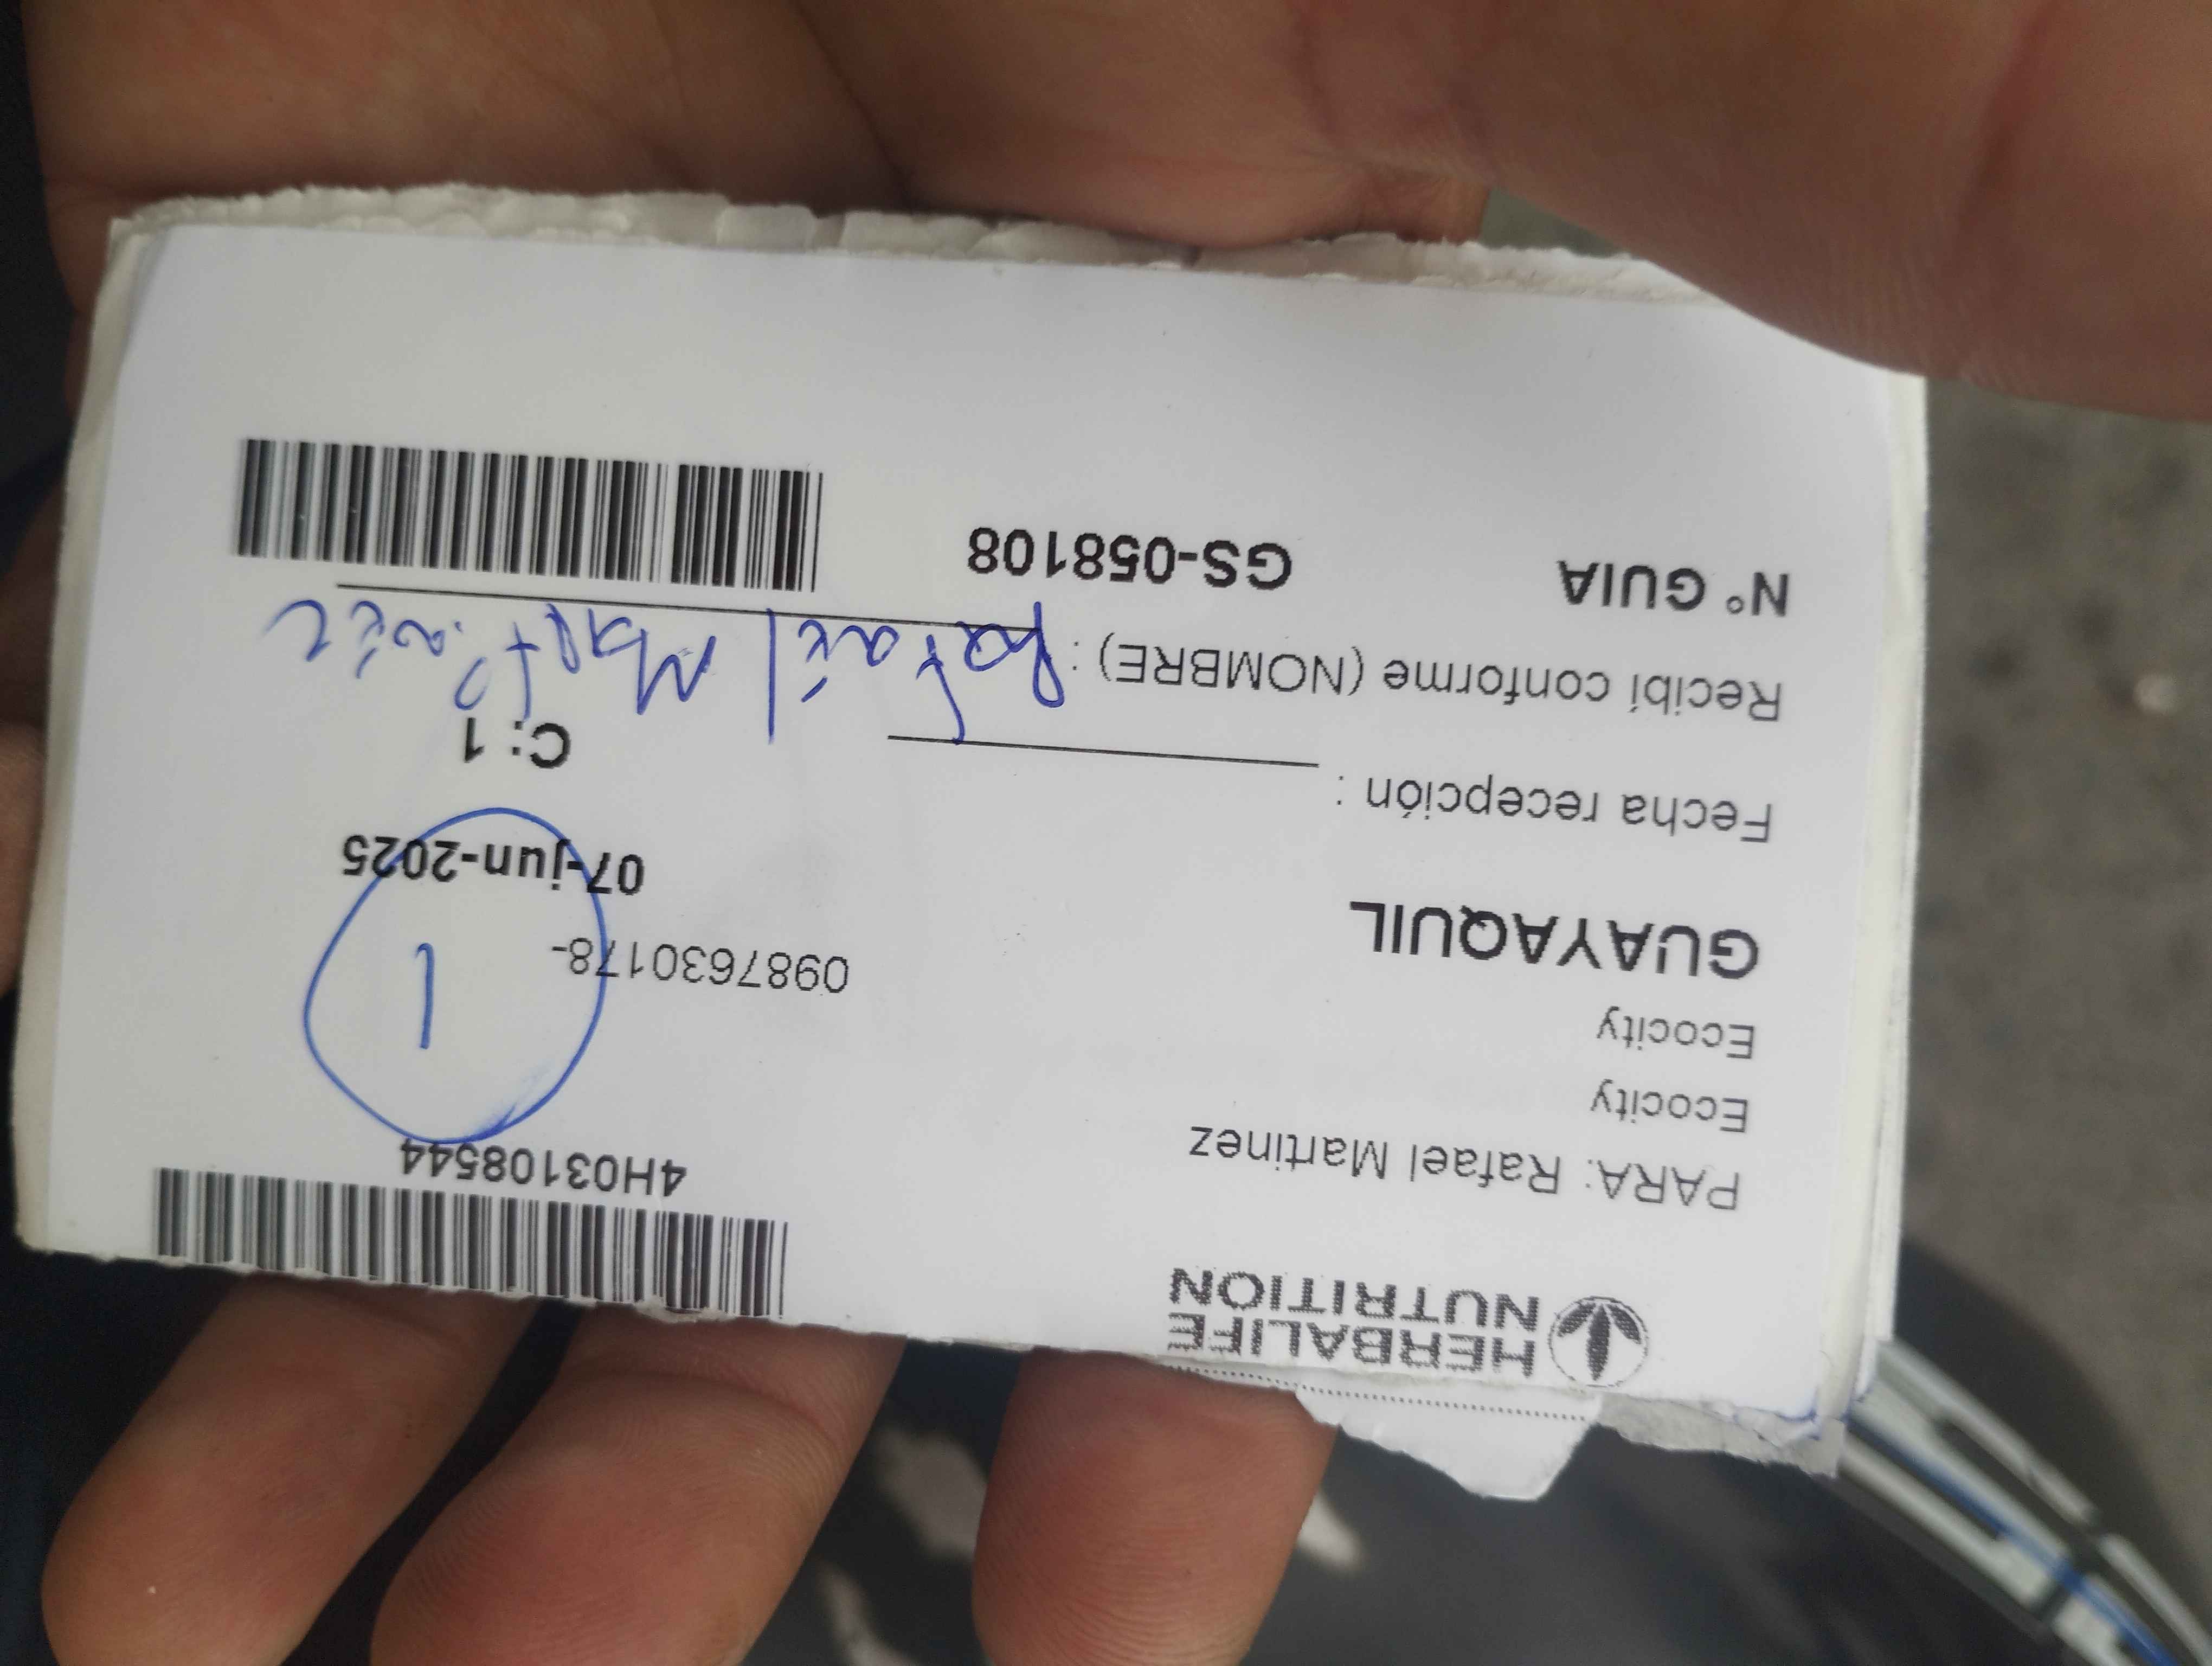 HERBALIFE
NUTRITION
4H03108544
PARA: Rafael Martinez
Ecocity
Ecocity
0987630178-
1
GUAYAQUIL
07-jun-2025
Fecha recepción :
C: 1
Recibí conforme (NOMBRE) : Rafael Martínez
N° GUIA GS-058108